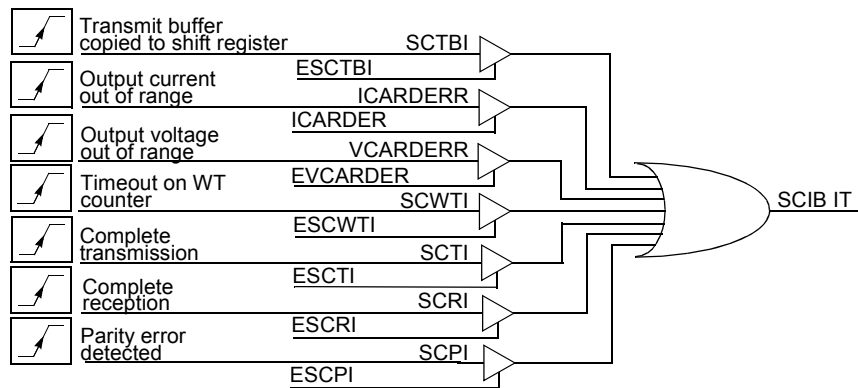 Transmit buffer
copied to shift register
SCTBI
ESCTBI
Output current
out of range
ICARDERR
ICARDER
Output voltage
out of range
VCARDERR
EVCARDER
Timeout on WT
counter
SCWTI
ESCWTI
SCIB IT
Complete
transmission
SCTI
ESCTI
Complete
reception
SCRI
ESCRI
Parity error
detected
SCPI
ESCPI